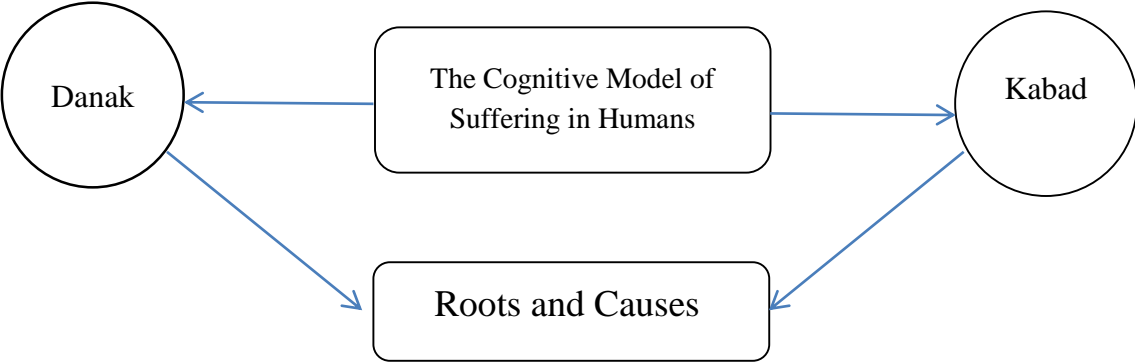 Danak
The Cognitive Model of
Suffering in Humans
Kabad
Roots and Causes